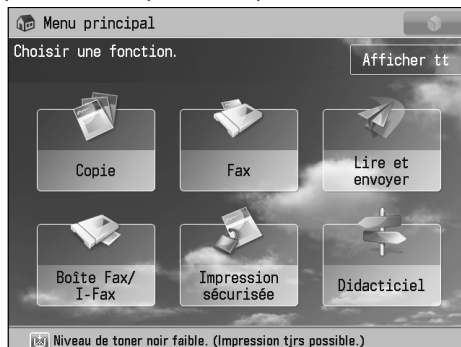 Menu principal
Choisir une fonction.
Afficher tt
Copie
Fax
Lire et
envoyer
Boîte Fax/
I-Fax
Impression
sécurisée
Didacticiel
Niveau de toner noir faible. (Impression tjrs possible.)